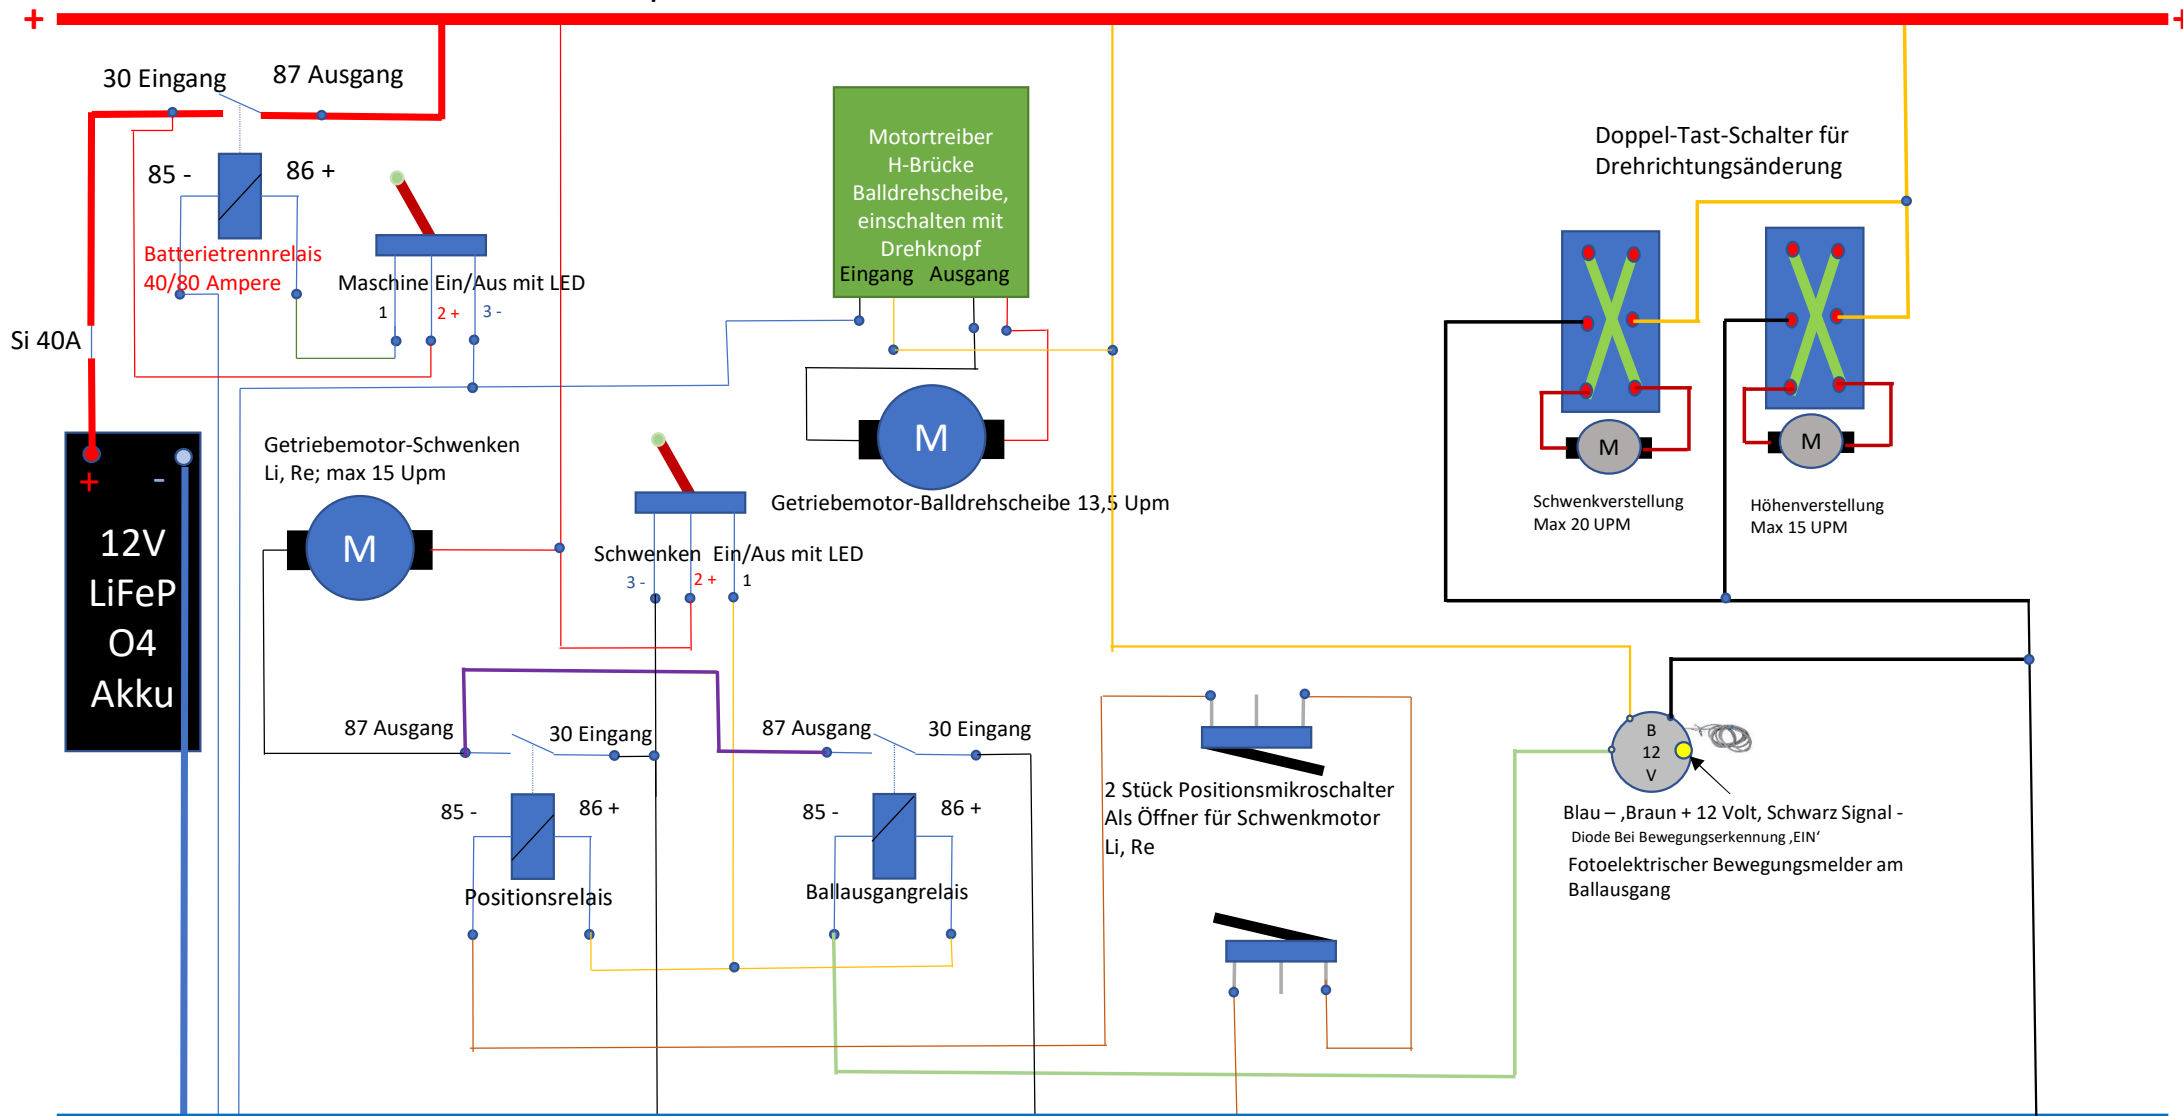 +
+
30 Eingang
87 Ausgang
85 -
86 +
Batterietrennrelais
40/80 Ampere
Maschine Ein/Aus mit LED
1
2 +
3 -
Si 40A
+
-
12V
LiFeP
O4
Akku
Motortreiber
H-Brücke
Balldrehscheibe,
einschalten mit
Drehknopf
Eingang
Ausgang
M
Getriebemotor-Balldrehscheibe 13,5 Upm
Doppel-Tast-Schalter für
Drehrichtungsänderung
M
M
Schwenkverstellung
Max 20 UPM
Höhenverstellung
Max 15 UPM
Getriebemotor-Schwenken
Li, Re; max 15 Upm
M
Schwenken Ein/Aus mit LED
3 -
2 +
1
87 Ausgang
30 Eingang
85 -
86 +
Positionsrelais
87 Ausgang
30 Eingang
85 -
86 +
Ballausgangrelais
2 Stück Positionsmikroschalter
Als Öffner für Schwenkmotor
Li, Re
B
12
V
Blau – ,Braun + 12 Volt, Schwarz Signal -
Diode Bei Bewegungserkennung ‚EIN‘
Fotoelektrischer Bewegungsmelder am
Ballausgang